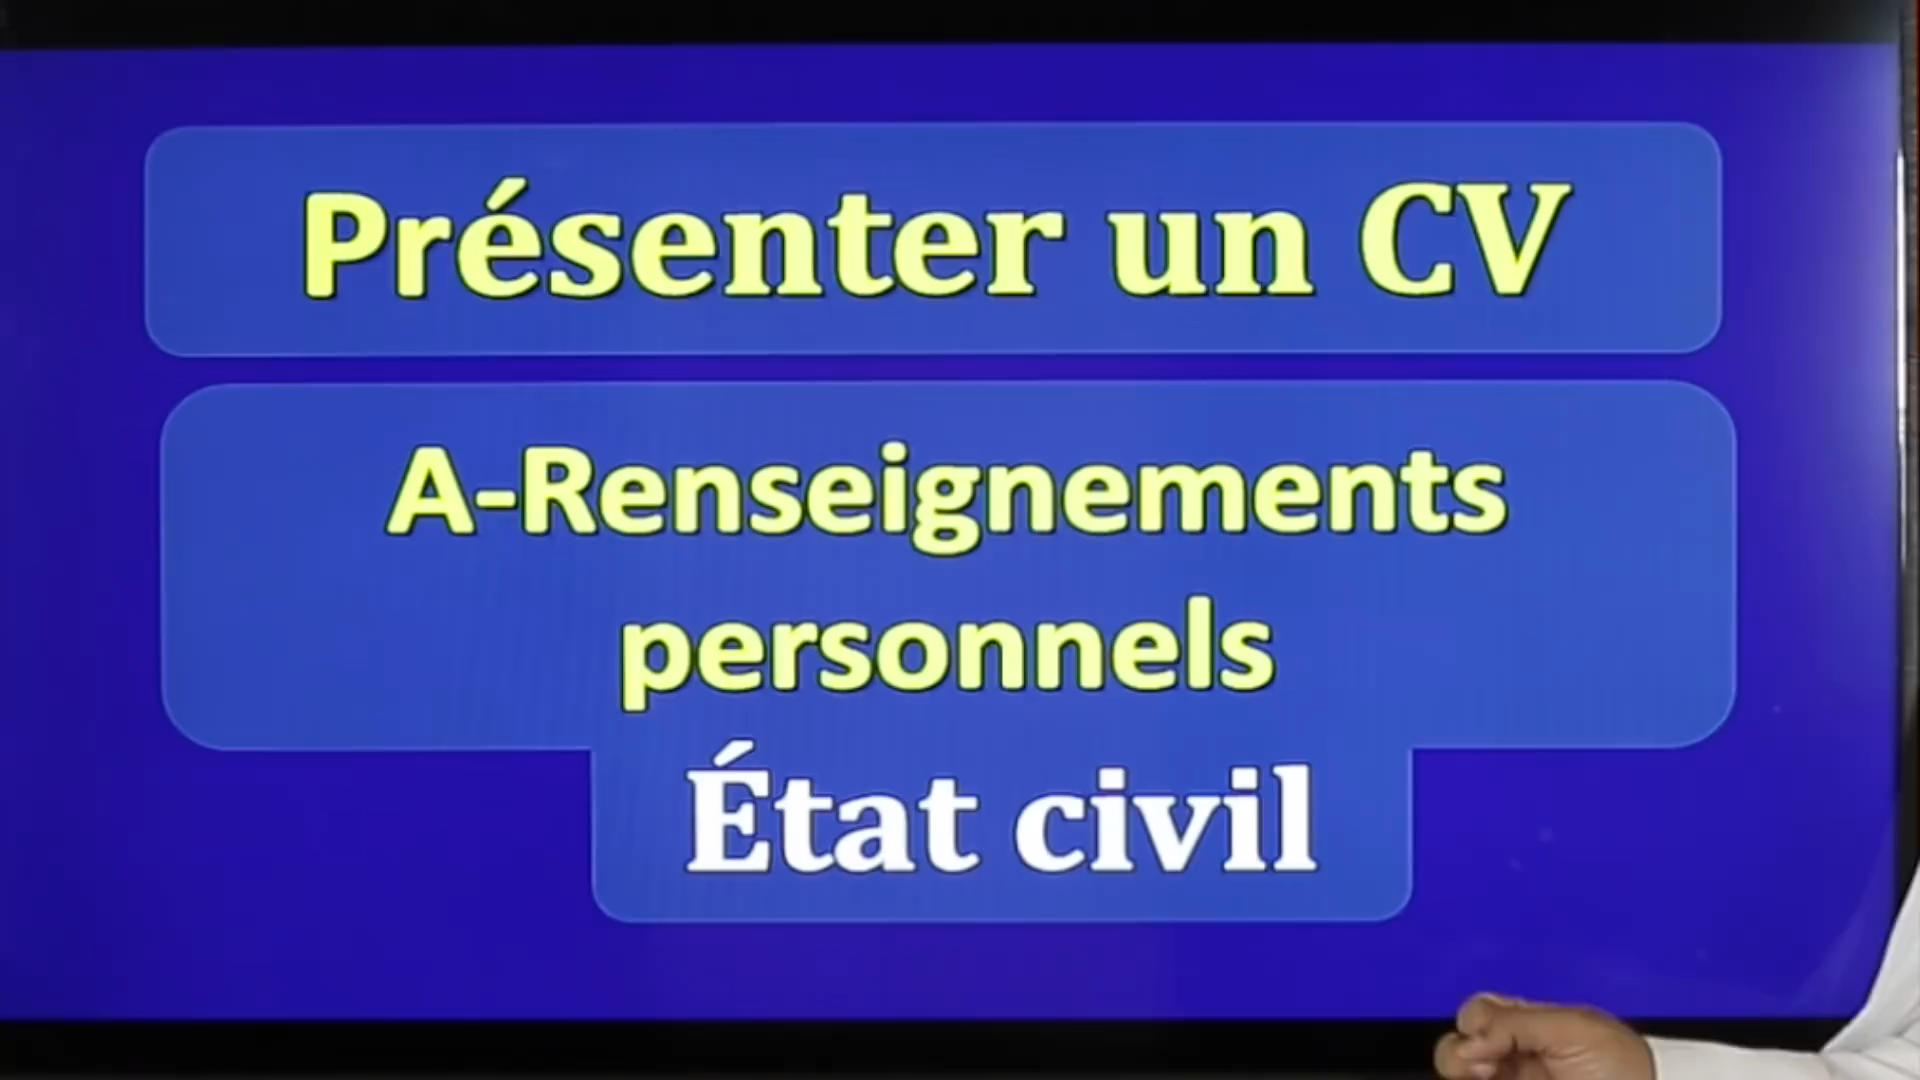 Présenter un CV
A-Renseignements
personnels
État civil